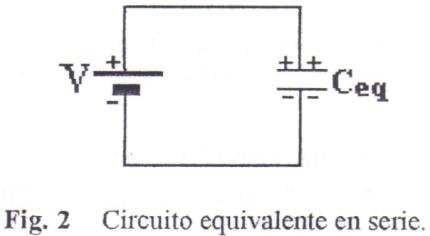 + + +
V Ceq
- - -
Fig. 2 Circuito equivalente en serie.